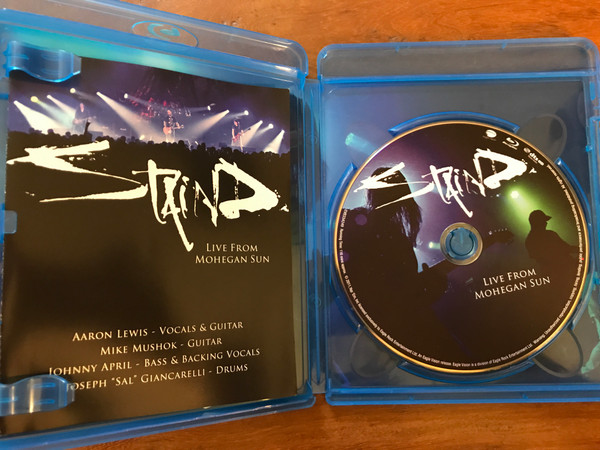 STAIND
LIVE FROM
MOHEGAN SUN
AARON LEWIS - VOCALS & GUITAR
MIKE MUSHOK - GUITAR
JOHNNY APRIL - BASS & BACKING VOCALS
JOSEPH "SAL" GIANCARELLI - DRUMS
STAIND
LIVE FROM
MOHEGAN SUN